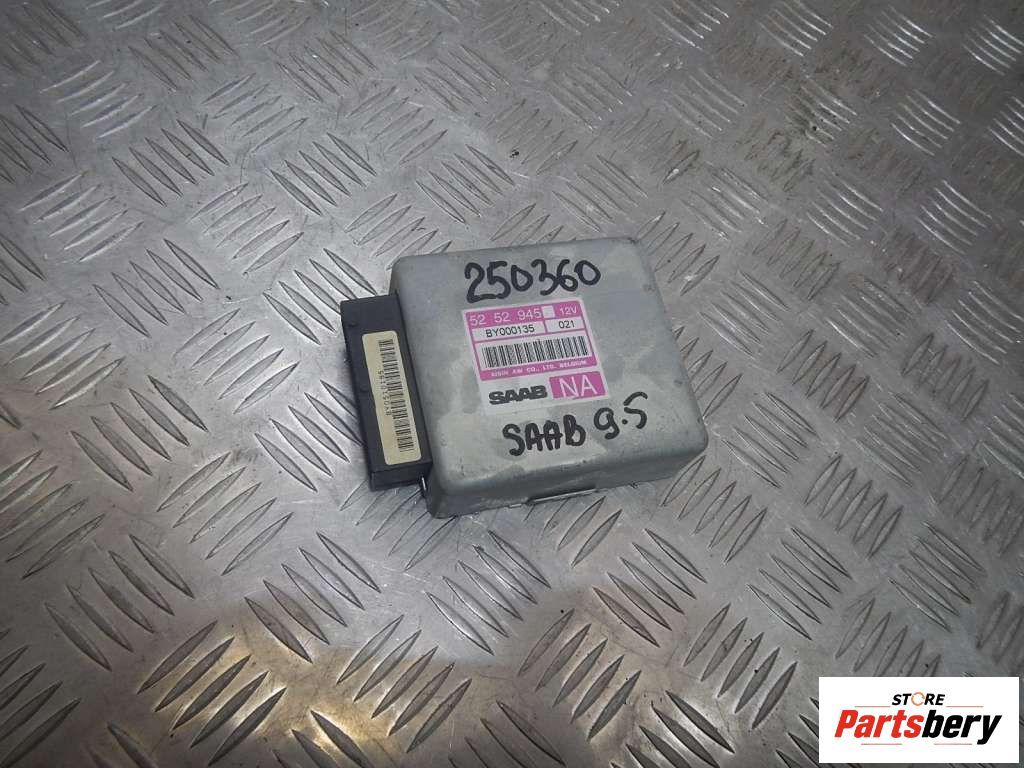 250360
52 52 945 12V
BY000135 021
AISIN AW CO., LTD. BELGIUM
SAAB NA
SAAB 9.5
STORE
Partsbery